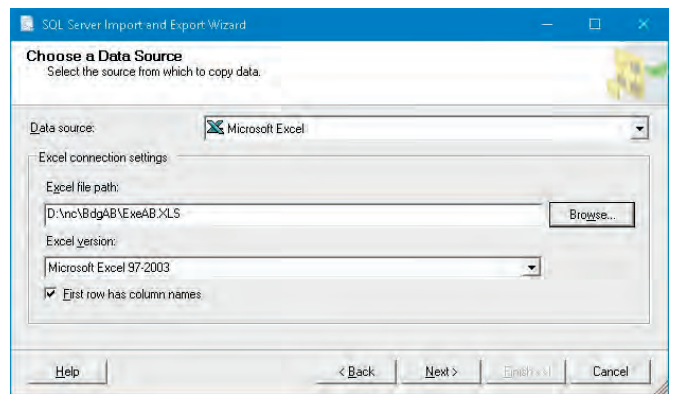 SQL Server Import and Export Wizard
Choose a Data Source
Select the source from which to copy data.
Data source:
Microsoft Excel
Excel connection settings
Excel file path:
D:\nc\BdgAB\ExeAB.XLS
Browse...
Excel version:
Microsoft Excel 97-2003
First row has column names
Help
< Back
Next >
Cancel